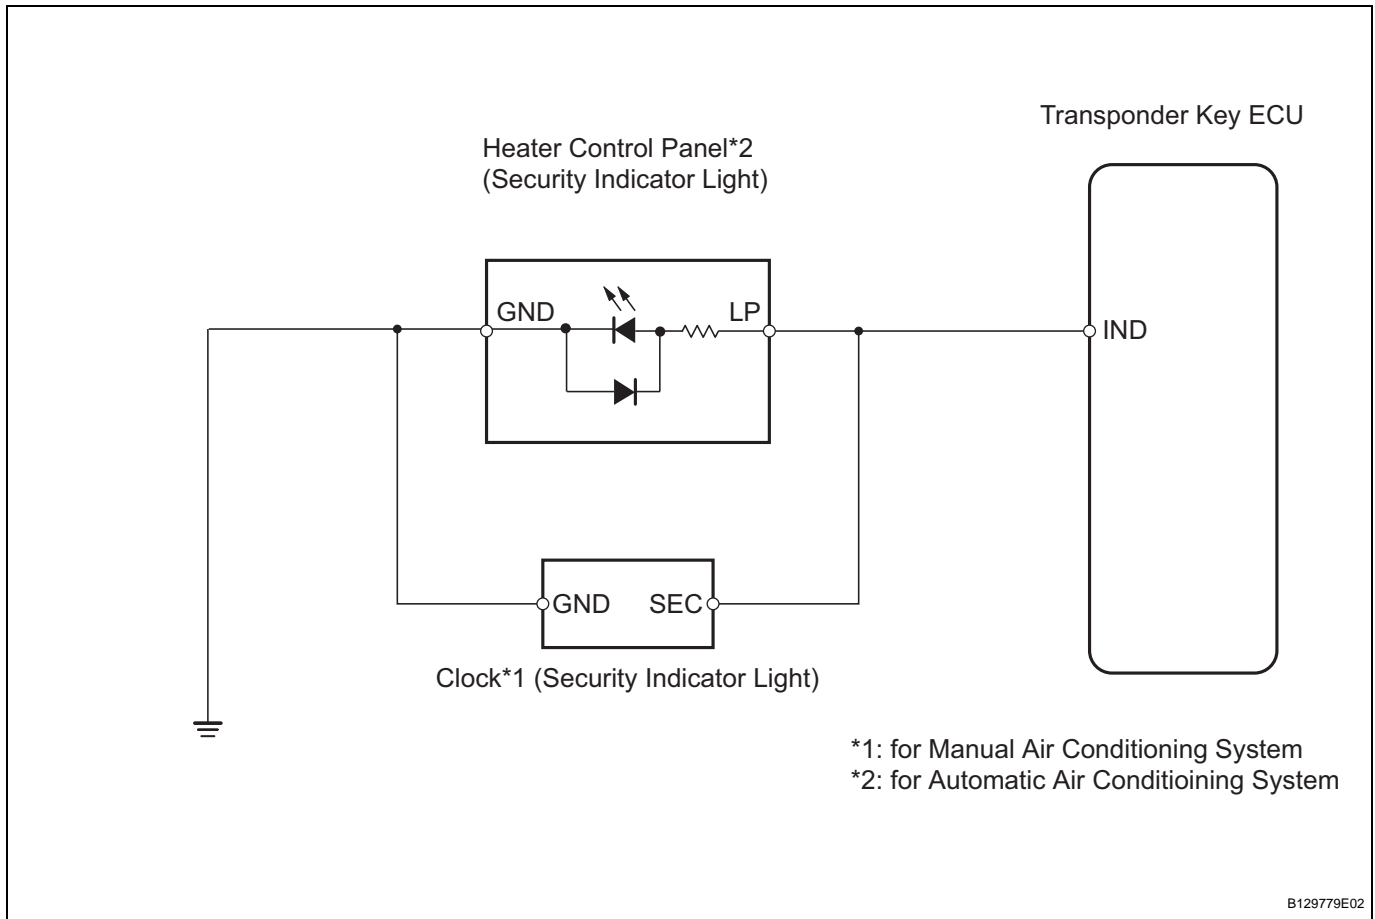 Transponder Key ECU
Heater Control Panel*2
(Security Indicator Light)
GND
LP
IND
GND
SEC
Clock*1 (Security Indicator Light)
*1: for Manual Air Conditioning System
*2: for Automatic Air Conditioining System
B129779E02